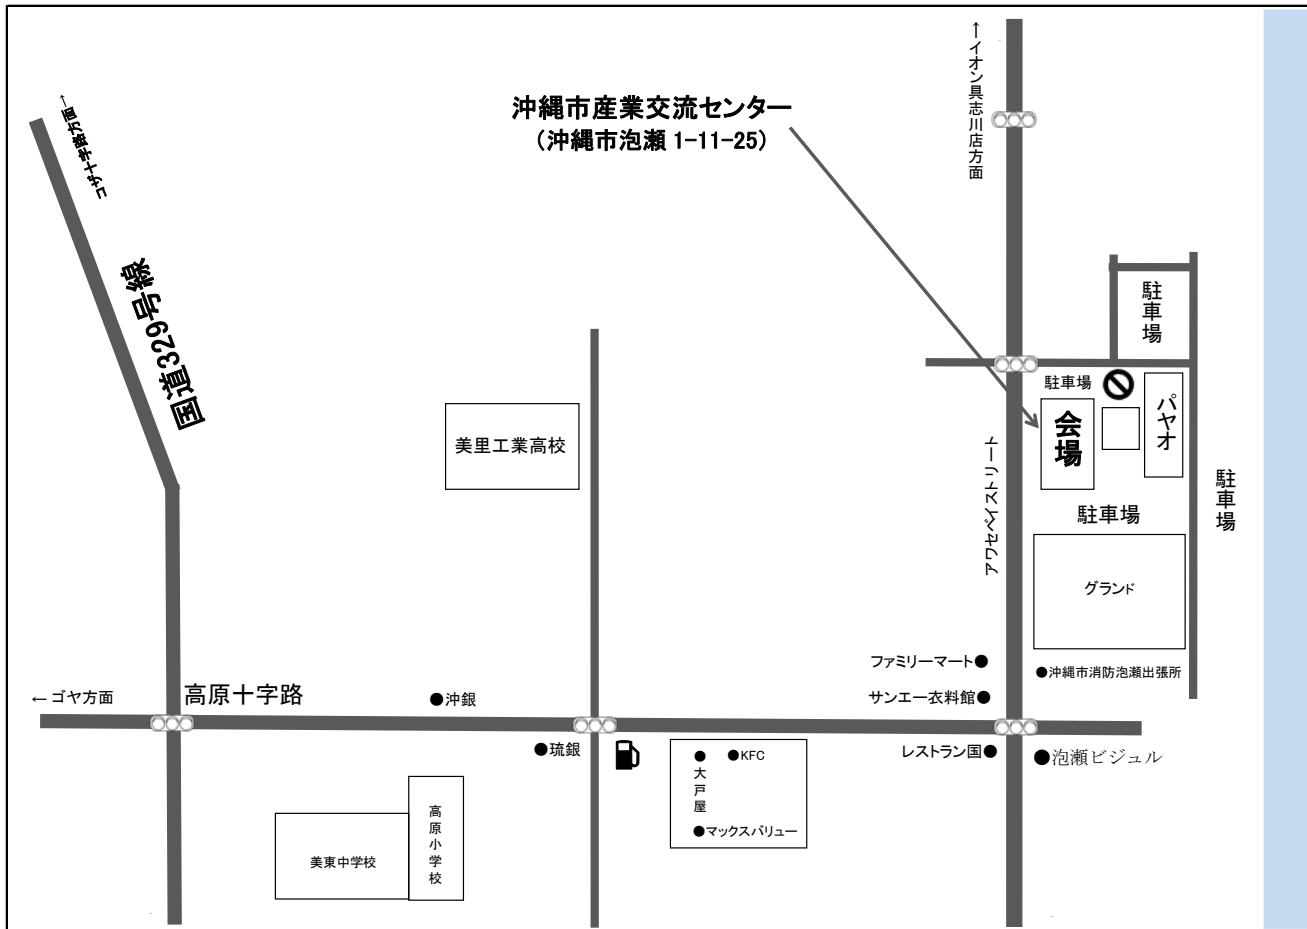 ←イオン具志川店方面
コザ十字路方面→
沖縄市産業交流センター
（沖縄市泡瀬 1-11-25）
国道329号線
駐車場
駐車場
会場
パヤオ
美里工業高校
アワセベイストリート
駐車場
駐車場
グランド
ファミリーマート●
●沖縄市消防泡瀬出張所
←ゴヤ方面
高原十字路
●沖銀
サンエー衣料館●
●琉銀
●大戸屋
●KFC
●マックスバリュー
レストラン国●
●泡瀬ビジュル
高原小学校
美東中学校